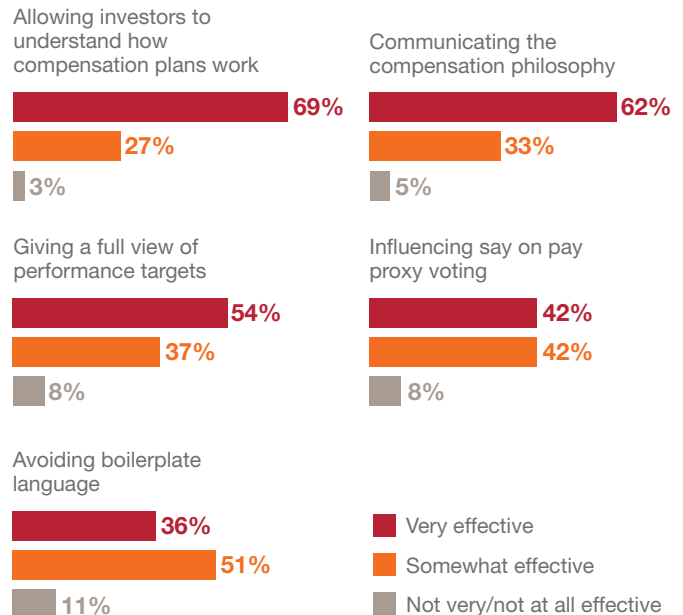 Allowing investors to
understand how
compensation plans work
69%
27%
3%
Communicating the
compensation philosophy
62%
33%
5%
Giving a full view of
performance targets
54%
37%
8%
Influencing say on pay
proxy voting
42%
42%
8%
Avoiding boilerplate
language
36%
51%
11%
Very effective
Somewhat effective
Not very/not at all effective